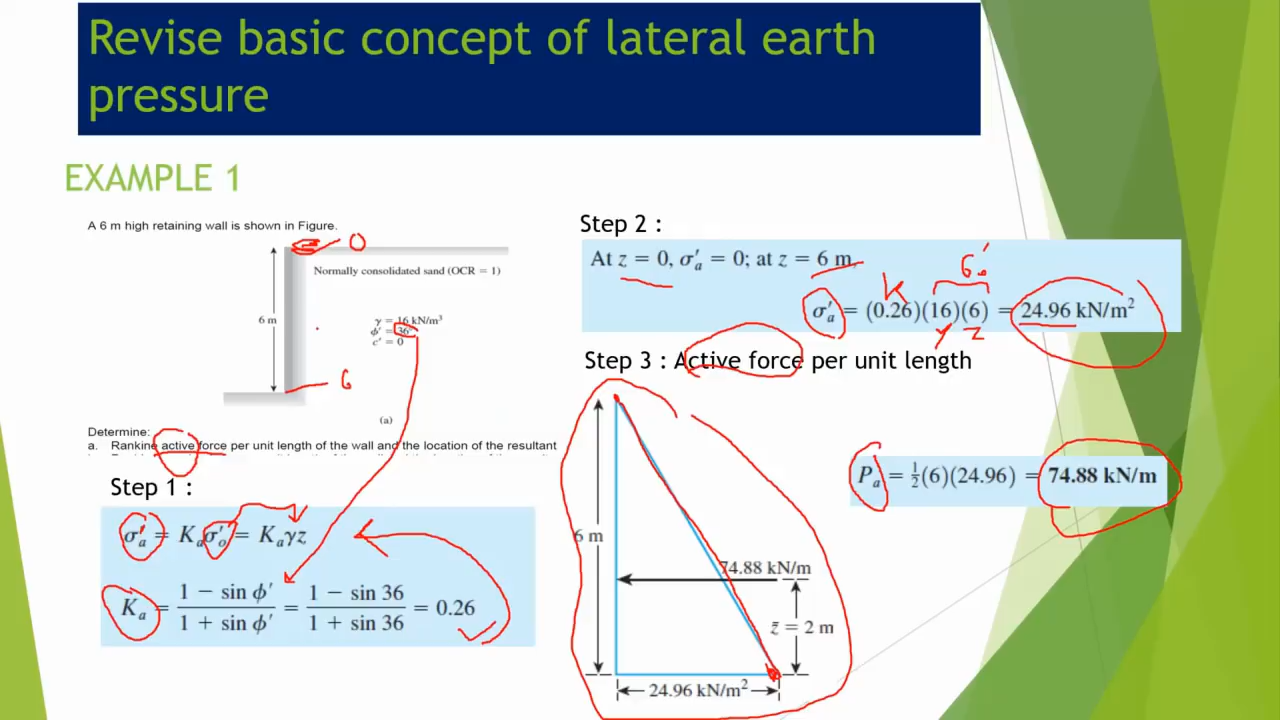 Revise basic concept of lateral earth
pressure
EXAMPLE 1
A 6 m high retaining wall is shown in Figure.
0
Normally consolidated sand (OCR = 1)
6 m
γ = 16 kN/m³
ϕ′ = 36°
c′ = 0
6
(a)
Determine:
a. Rankine active force per unit length of the wall and the location of the resultant
Step 1 :
σ′ₐ = Kₐσ′ₒ = Kₐγz
Kₐ = (1 − sin ϕ′)/(1 + sin ϕ′) = (1 − sin 36)/(1 + sin 36) = 0.26
Step 2 :
At z = 0, σ′ₐ = 0; at z = 6 m,
K
σ′ₐ = (0.26)(16)(6) = 24.96 kN/m²
γ z
Step 3 : Active force per unit length
Pₐ = ½(6)(24.96) = 74.88 kN/m
6 m
74.88 kN/m
z̄ = 2 m
24.96 kN/m²